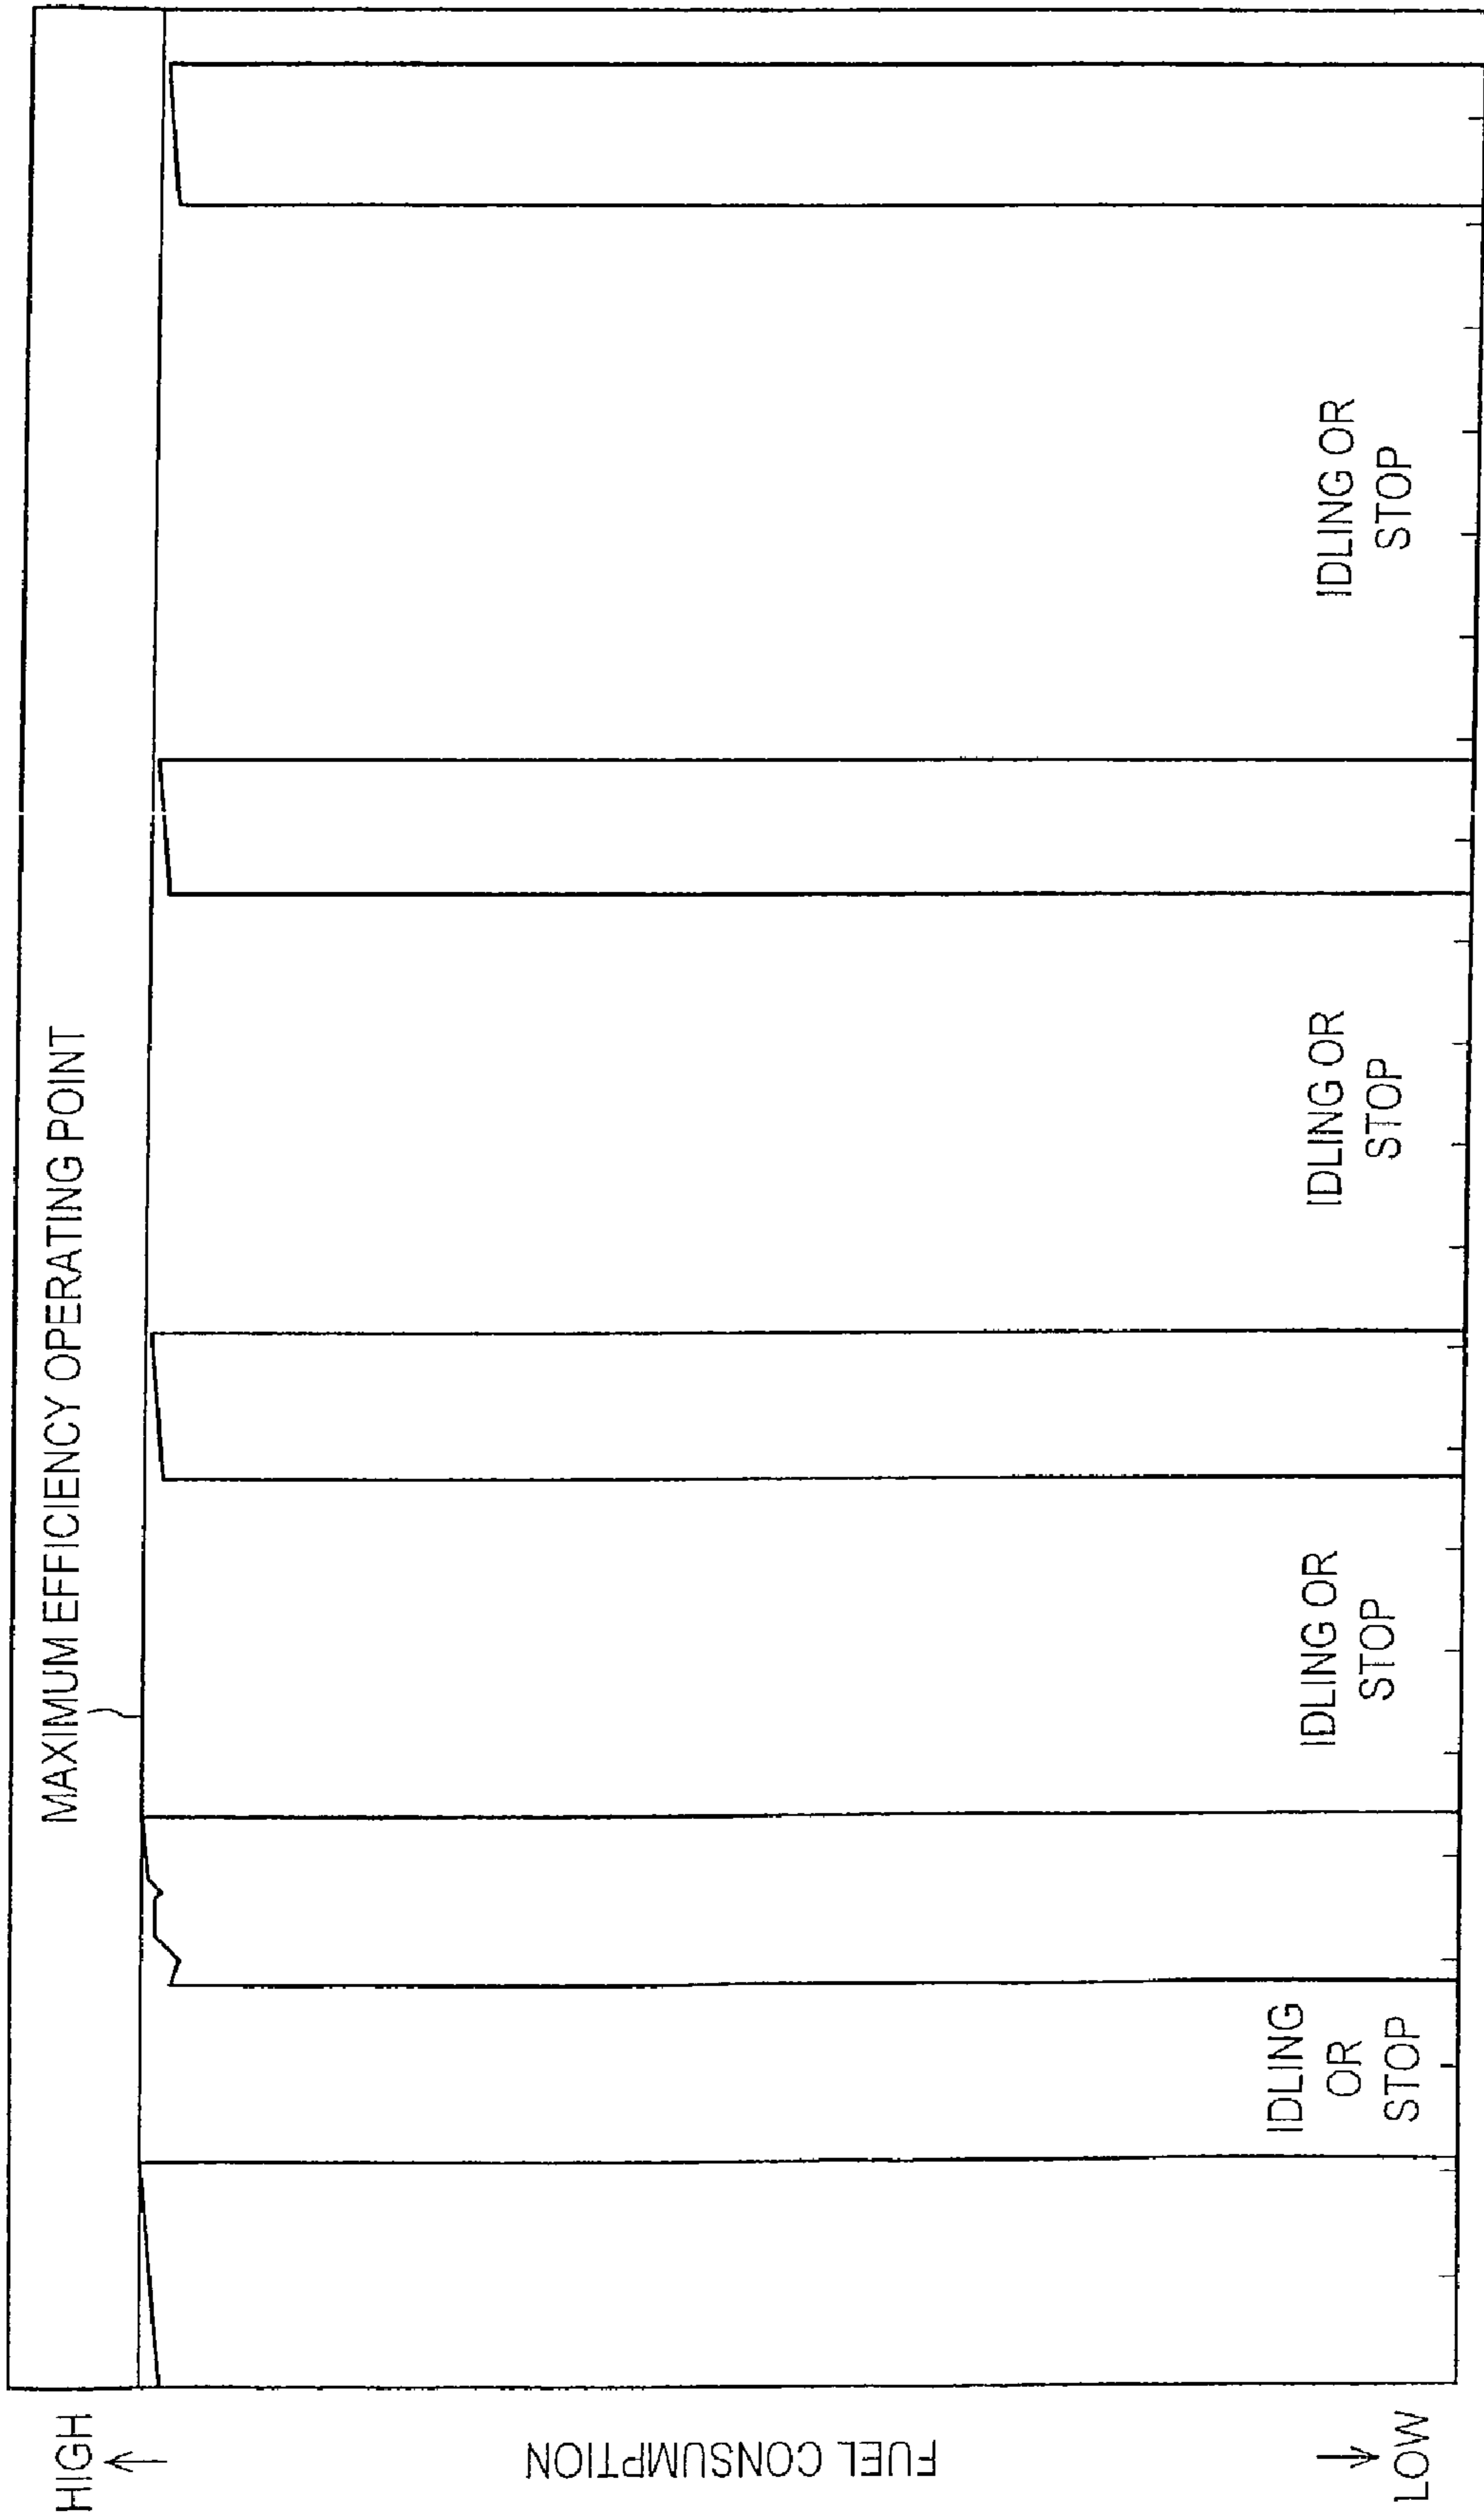 MAXIMUM EFFICIENCY OPERATING POINT
HIGH
FUEL CONSUMPTION
LOW
IDLING
OR
STOP
IDLING OR
STOP
IDLING OR
STOP
IDLING OR
STOP